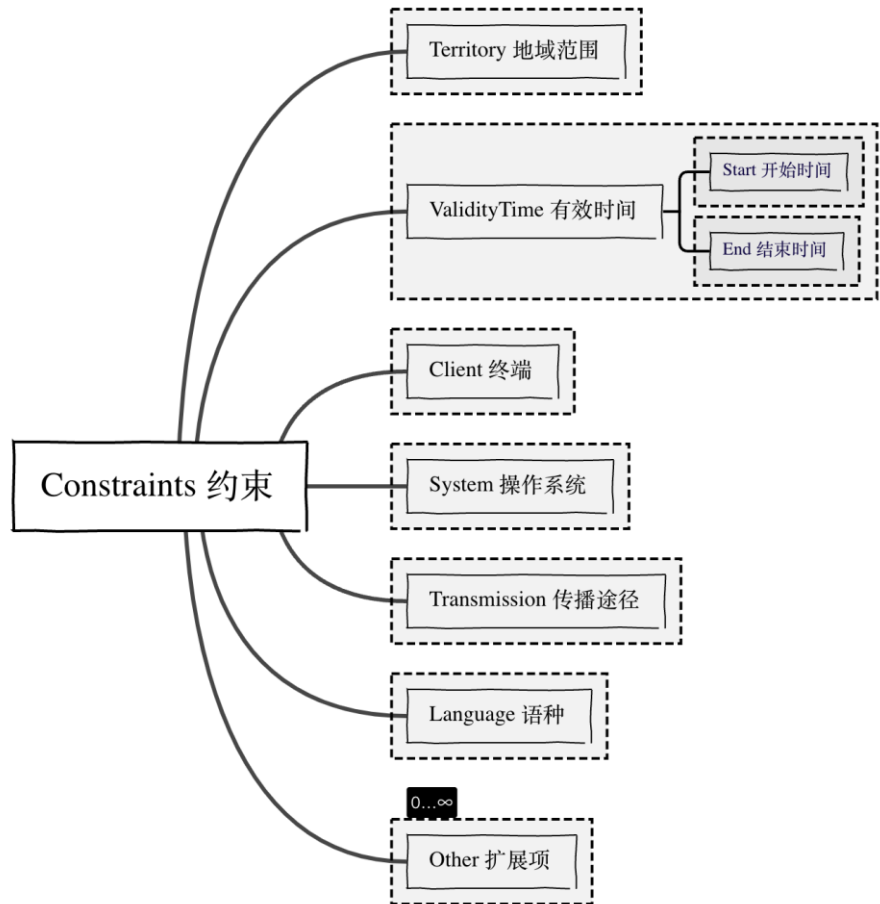 Territory 地域范围
ValidityTime 有效时间
Start 开始时间
End 结束时间
Client 终端
Constraints 约束
System 操作系统
Transmission 传播途径
Language 语种
0...∞
Other 扩展项